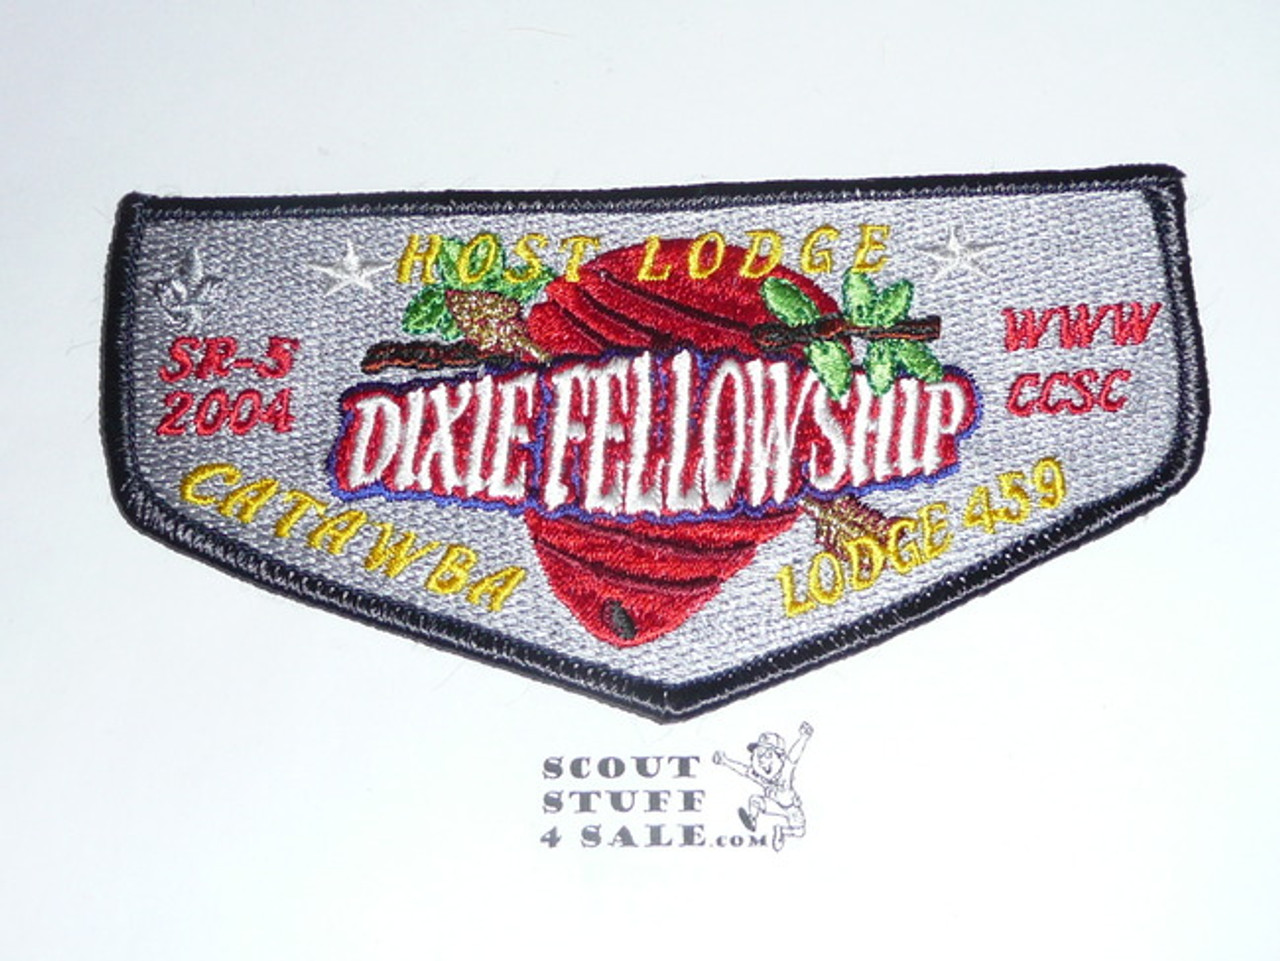 HOST LODGE
SR-5
2004
WWW
CCSC
DIXIE FELLOWSHIP
CATAWBA
LODGE 459
SCOUT
STUFF
4 SALE.COM